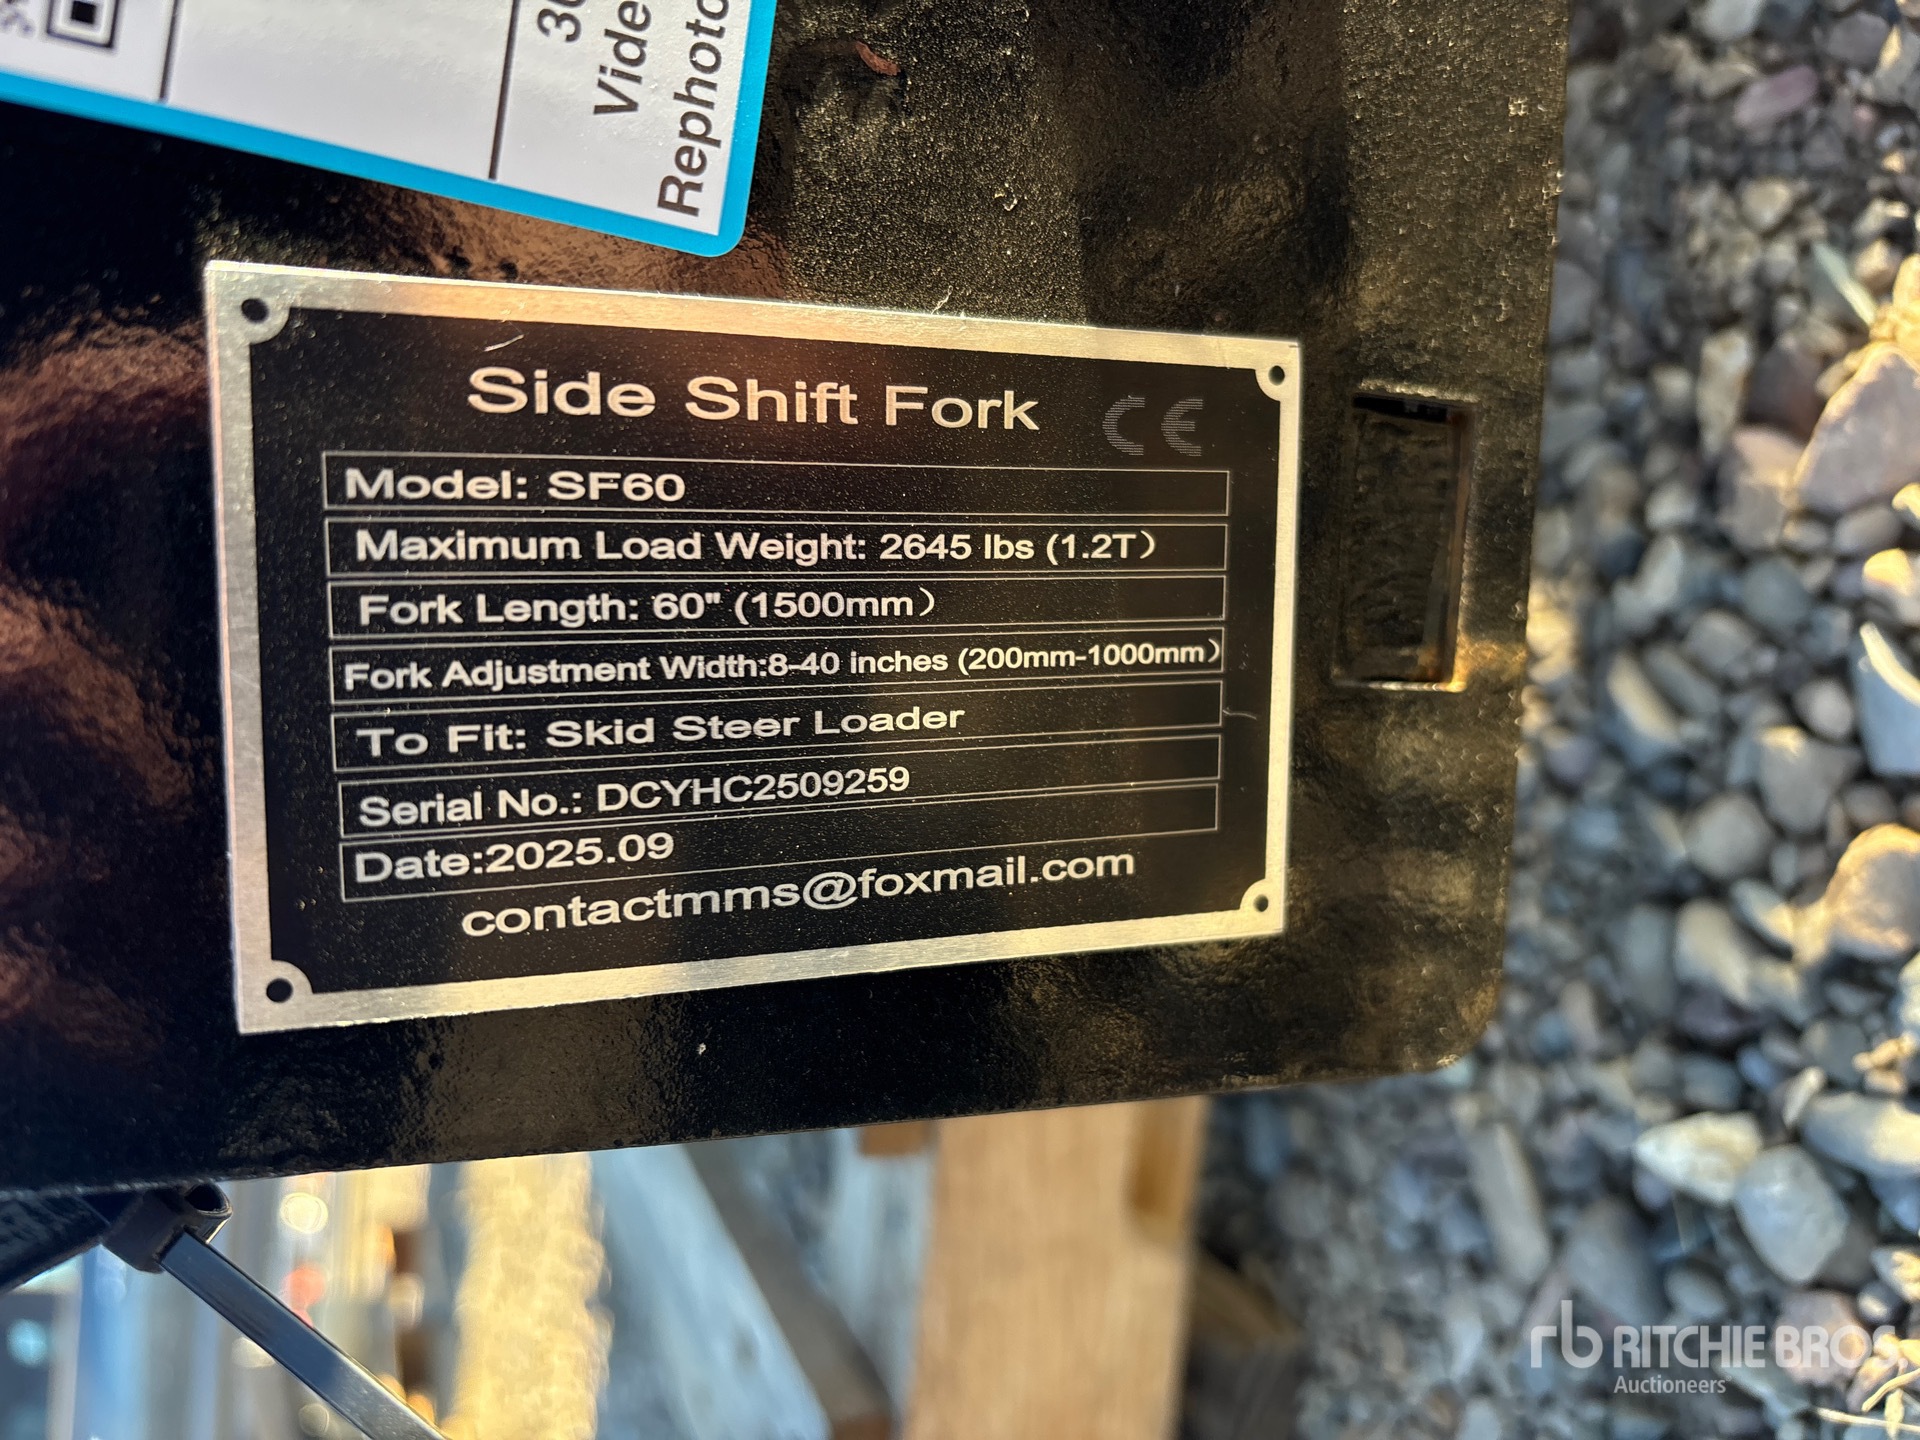 Vide
Rephoto
Side Shift Fork CE
Model: SF60
Maximum Load Weight: 2645 lbs (1.2T)
Fork Length: 60" (1500mm)
Fork Adjustment Width:8-40 inches (200mm-1000mm)
To Fit: Skid Steer Loader
Serial No.: DCYHC2509259
Date:2025.09
contactmms@foxmail.com
rb RITCHIE BROS.
Auctioneers